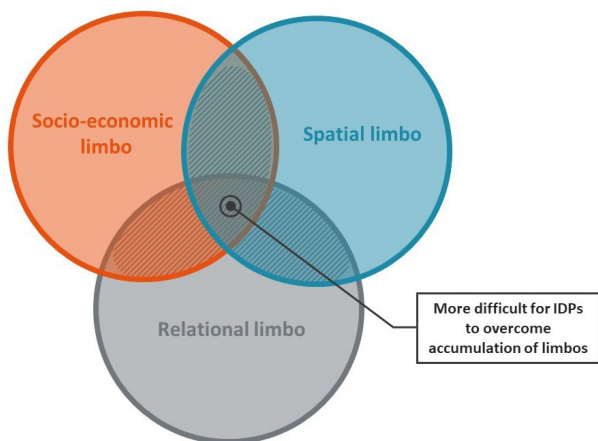 Socio-economic
limbo
Spatial limbo
Relational limbo
More difficult for IDPs
to overcome
accumulation of limbos